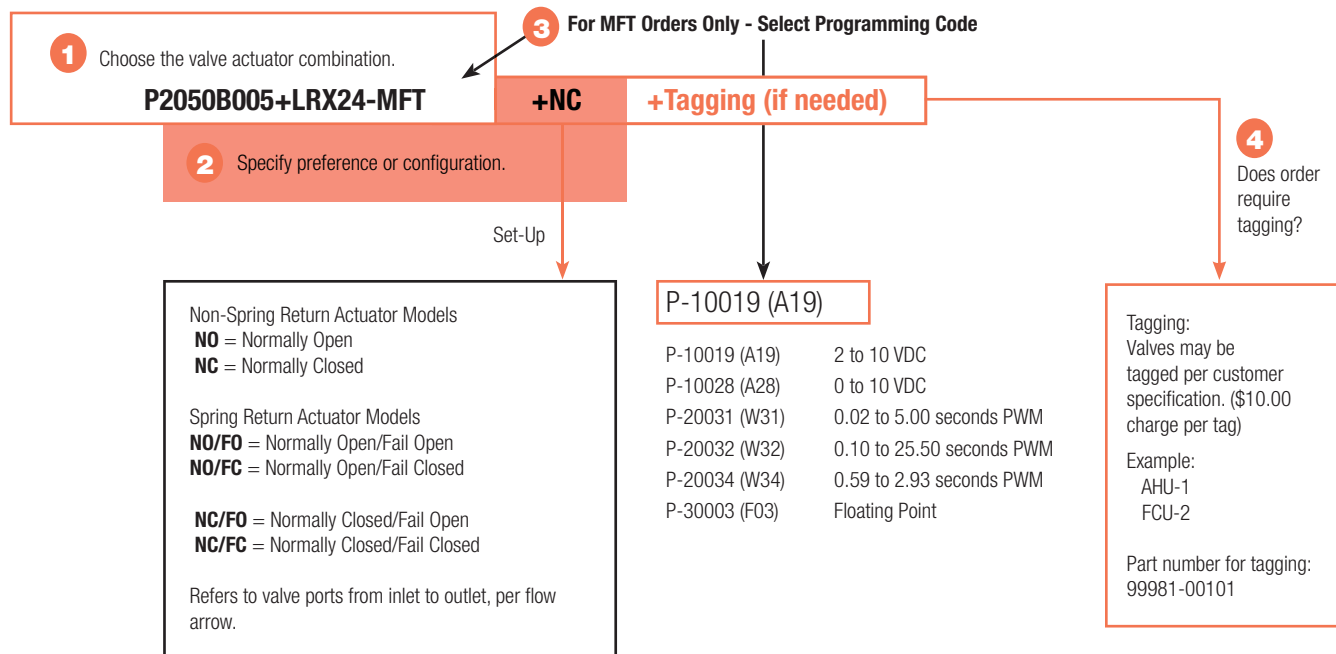 3 For MFT Orders Only - Select Programming Code
1 Choose the valve actuator combination.
P2050B005+LRX24-MFT +NC +Tagging (if needed)
2 Specify preference or configuration.
Set-Up
4
Does order
require
tagging?
Non-Spring Return Actuator Models
NO = Normally Open
NC = Normally Closed
Spring Return Actuator Models
NO/FO = Normally Open/Fail Open
NO/FC = Normally Open/Fail Closed
NC/FO = Normally Closed/Fail Open
NC/FC = Normally Closed/Fail Closed
Refers to valve ports from inlet to outlet, per flow
arrow.
P-10019 (A19)
P-10019 (A19) 2 to 10 VDC
P-10028 (A28) 0 to 10 VDC
P-20031 (W31) 0.02 to 5.00 seconds PWM
P-20032 (W32) 0.10 to 25.50 seconds PWM
P-20034 (W34) 0.59 to 2.93 seconds PWM
P-30003 (F03) Floating Point
Tagging:
Valves may be
tagged per customer
specification. ($10.00
charge per tag)
Example:
AHU-1
FCU-2
Part number for tagging:
99981-00101